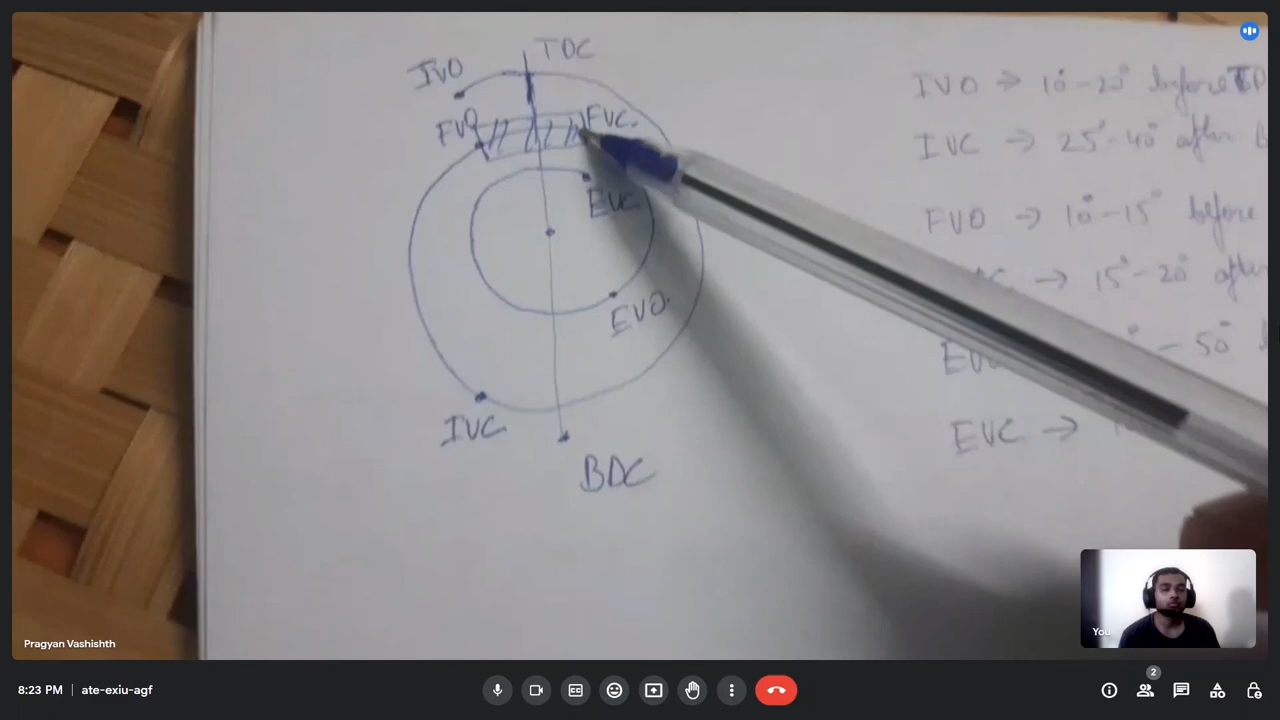 TDC
IVO
FVO
FVC.
EVC
EVO.
IVC
BDC
IVO → 10°-20° before
IVC → 25°-40° after
FVO → 10°-15° before
→ 15°-20° after
- 50°
EVC →
Pragyan Vashishth
You
8:23 PM | ate-exiu-agf
2